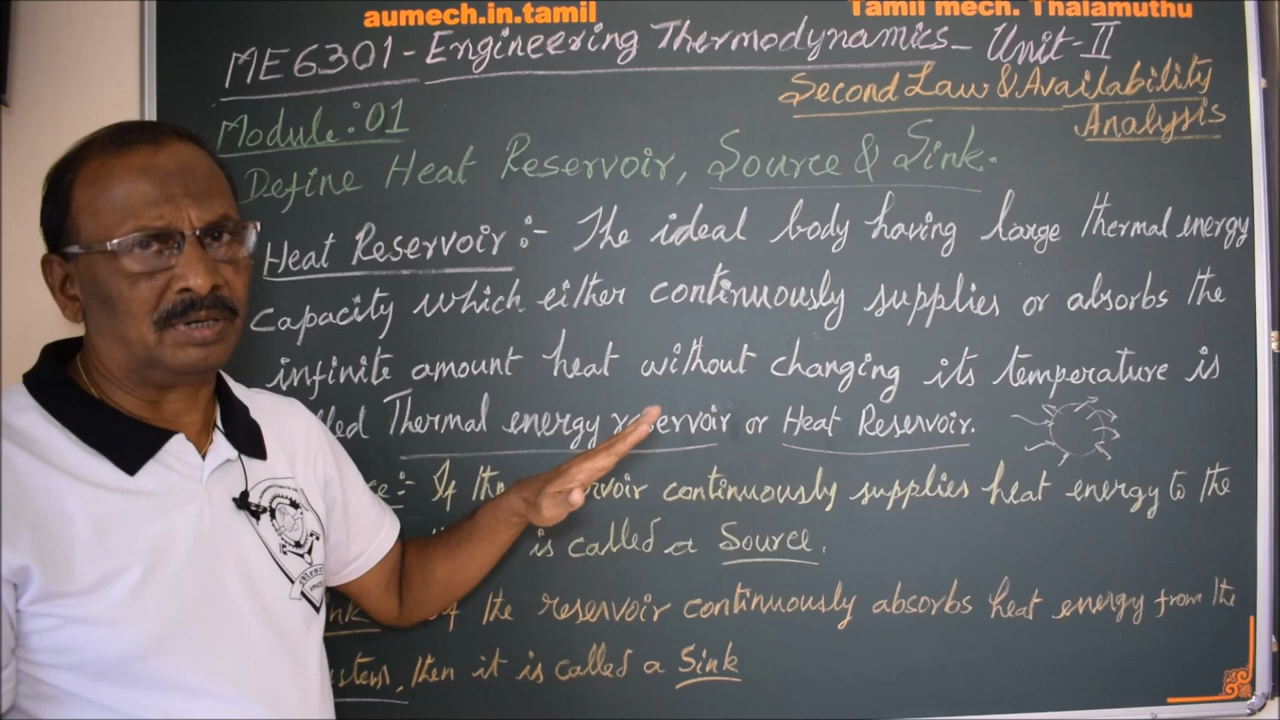 aumech.in.tamil
Tamil mech. Thalamuthu
ME6301- Engineering Thermodynamics- Unit-II
Second Law & Availability
Analysis
Module:01
Define Heat Reservoir, Source & Sink.
Heat Reservoir:- The ideal body having large thermal energy
capacity which either continuously supplies or absorbs the
infinite amount heat without changing its temperature is
Thermal energy reservoir or Heat Reservoir.
If continuously supplies heat energy to the
is called a Source.
the reservoir continuously absorbs heat energy from the
then it is called a Sink